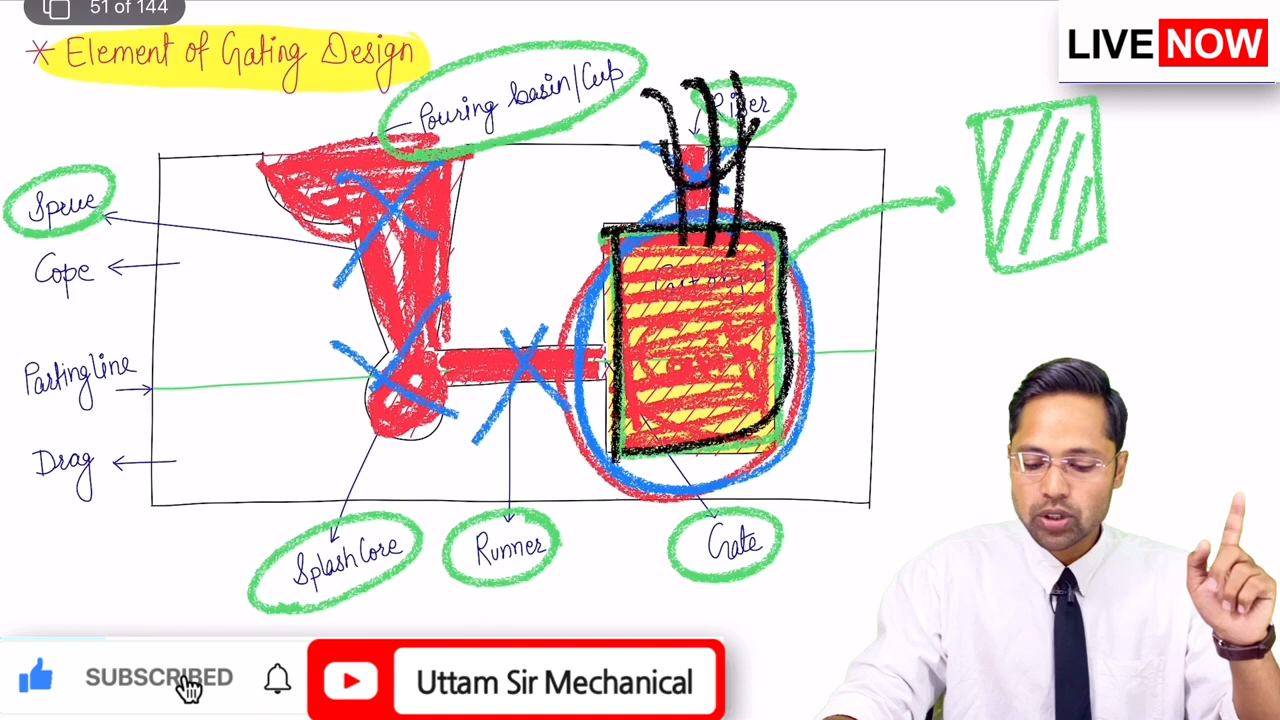 51 of 144
LIVE NOW
* Element of Gating Design
Pouring basin/Cup
Riser
Sprue
Cope
Parting line
Drag
Splash Core
Runner
Gate
SUBSCRIBED
Uttam Sir Mechanical